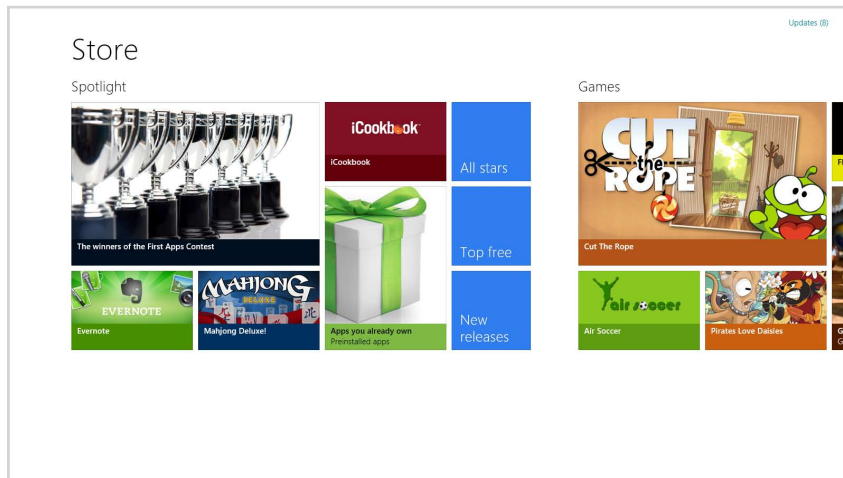 Updates (8)
Store
Spotlight
The winners of the First Apps Contest
iCookbook
iCookbook
All stars
Top free
New
releases
EVERNOTE
Evernote
MAHJONG
DELUXE
Mahjong Deluxe!
Apps you already own
Preinstalled apps
Games
CUT
the
ROPE
Cut The Rope
air soccer
Air Soccer
Pirates Love Daisies